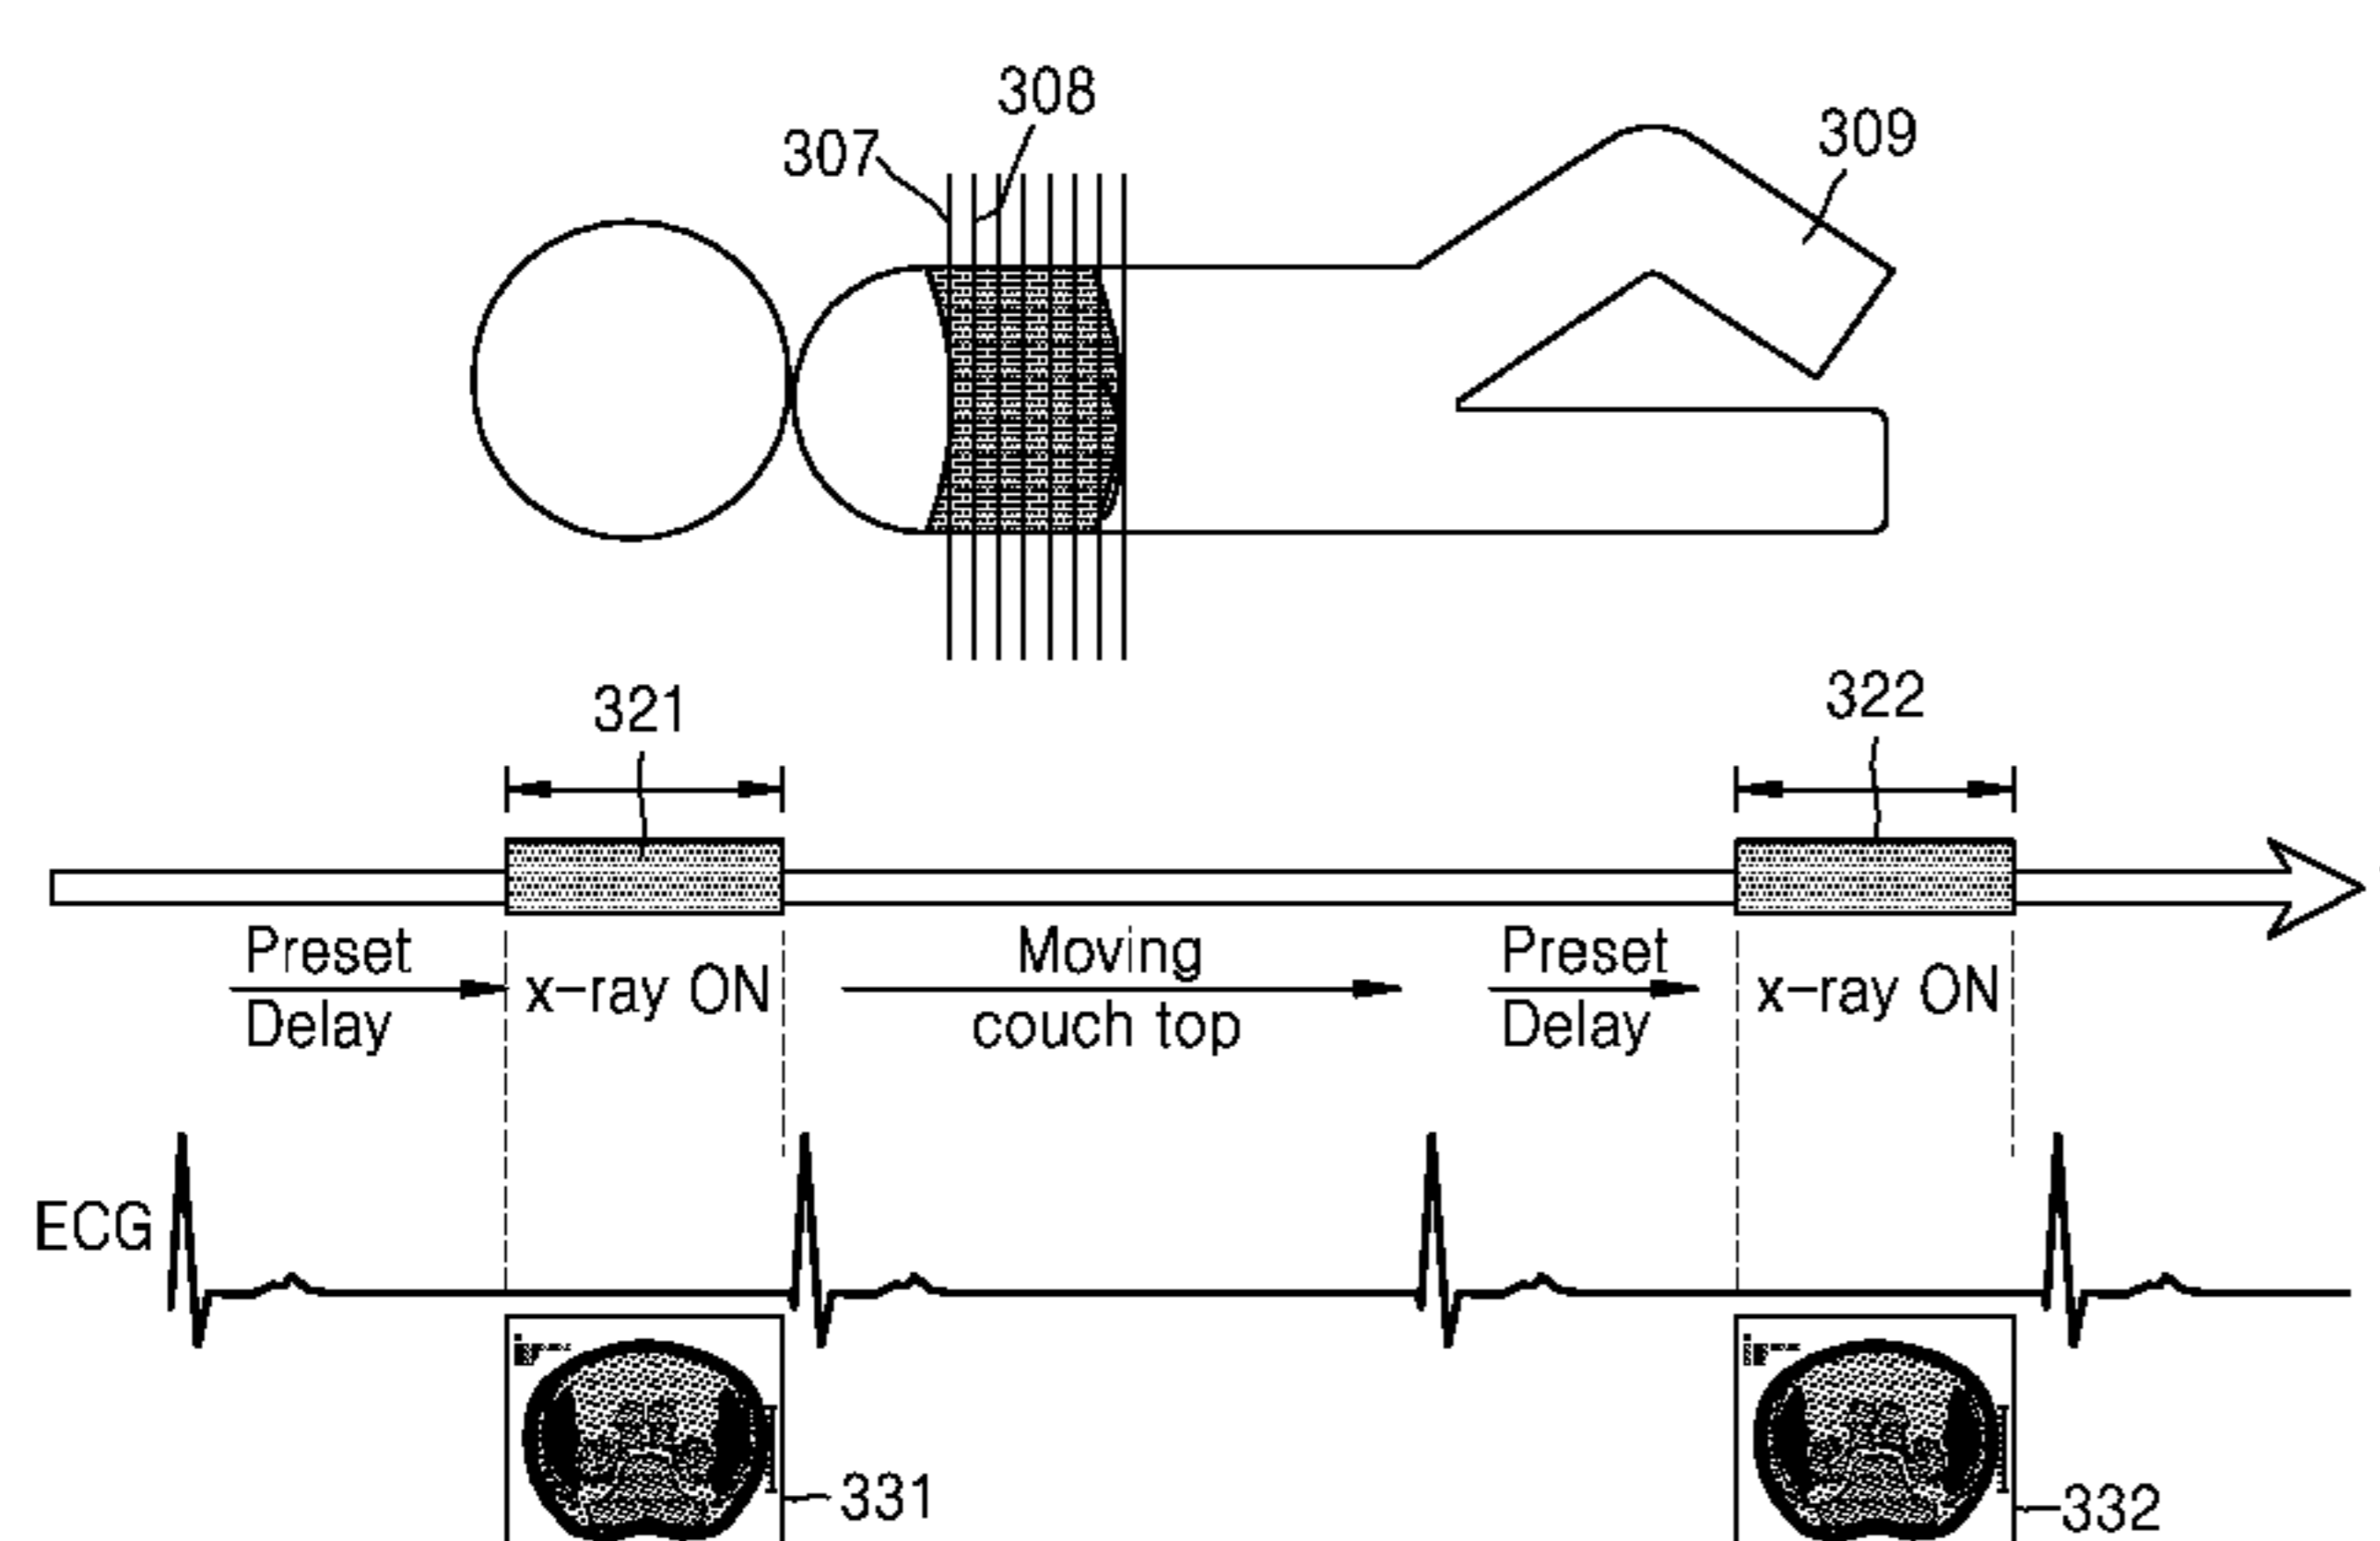 308
307
309
321
322
Preset
Delay
x-ray ON
Moving
couch top
Preset
Delay
x-ray ON
ECG
331
332